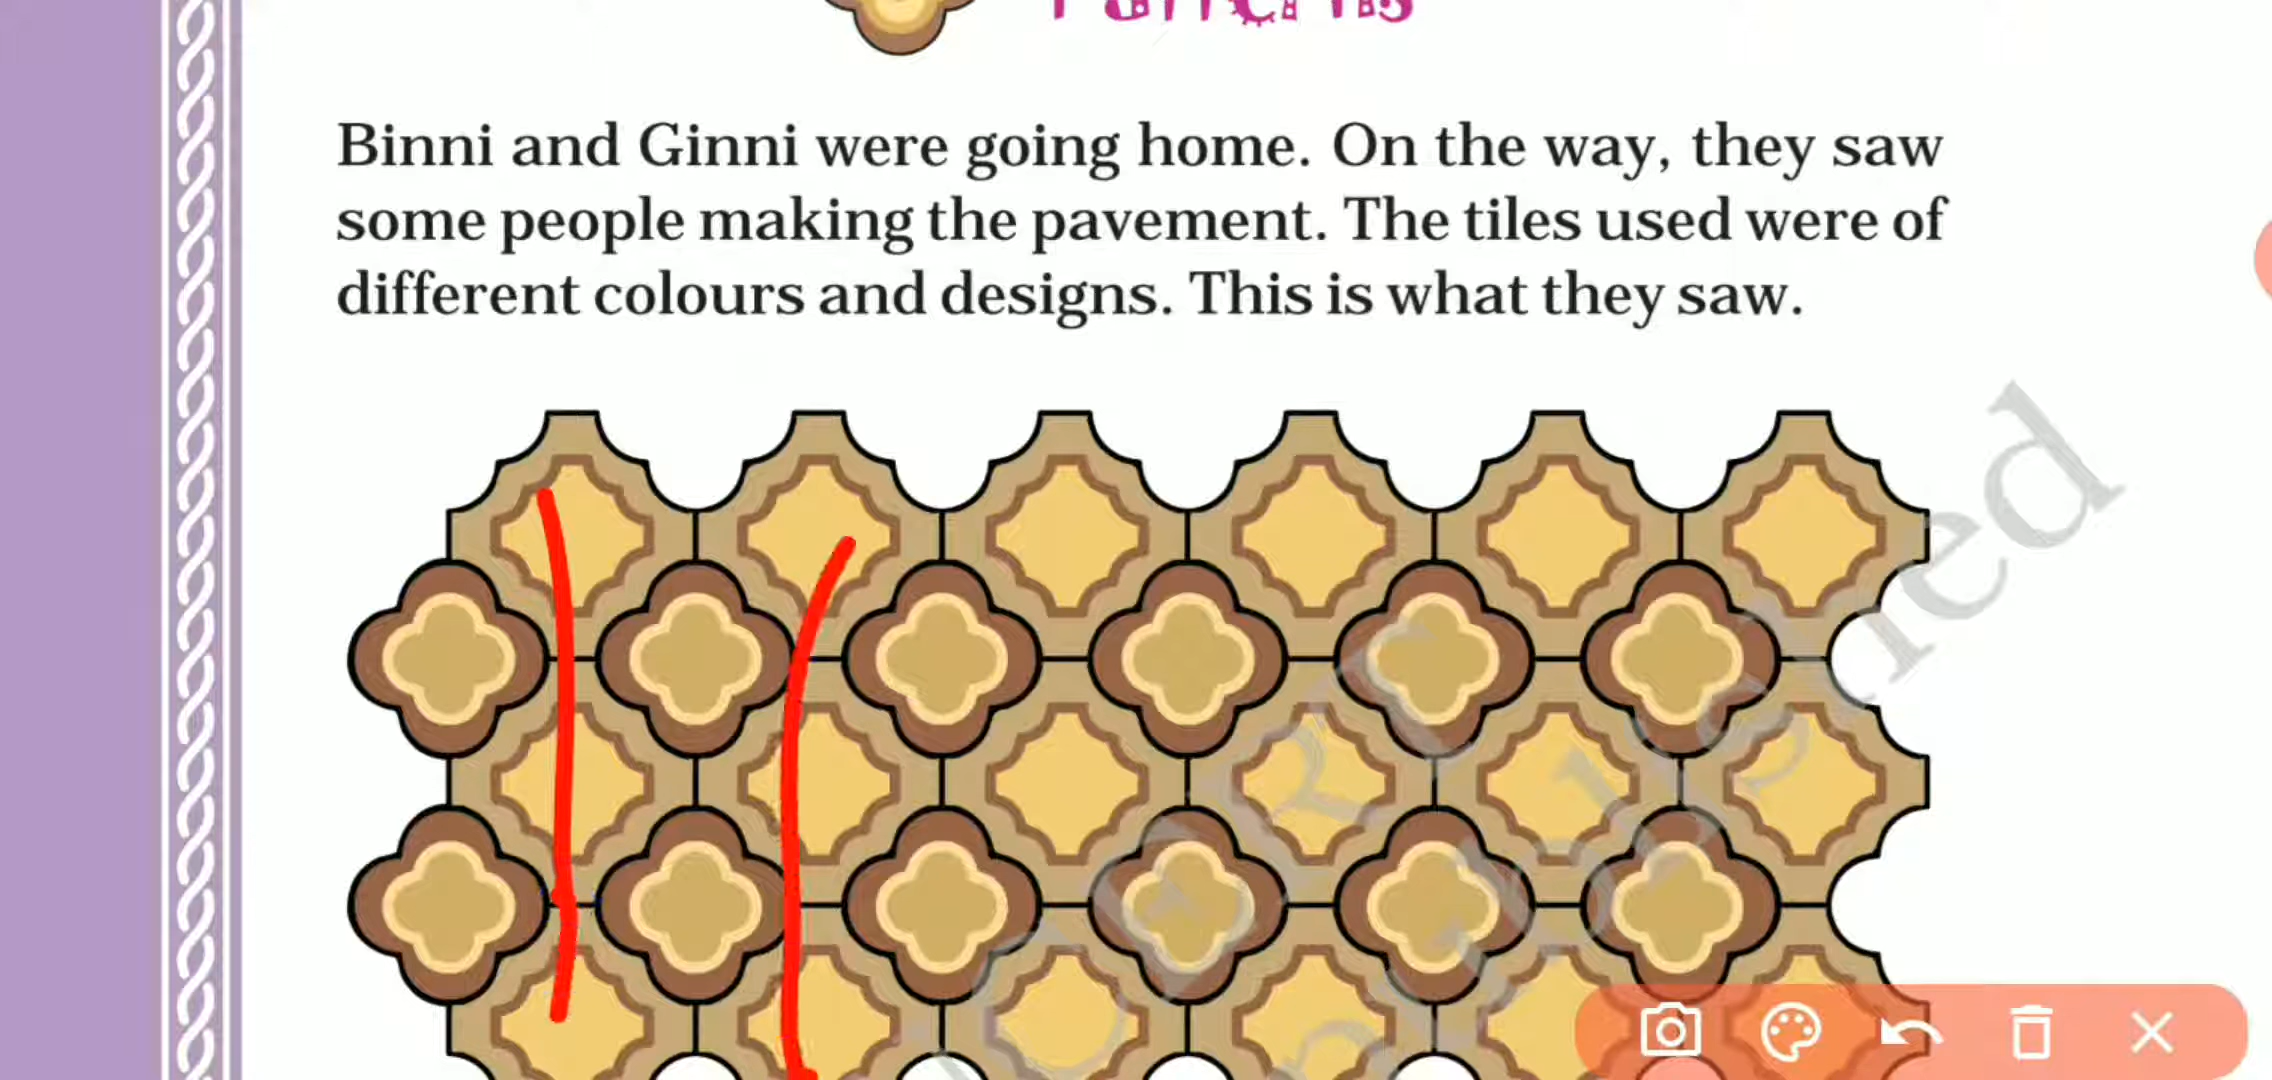 Patterns
Binni and Ginni were going home. On the way, they saw
some people making the pavement. The tiles used were of
different colours and designs. This is what they saw.